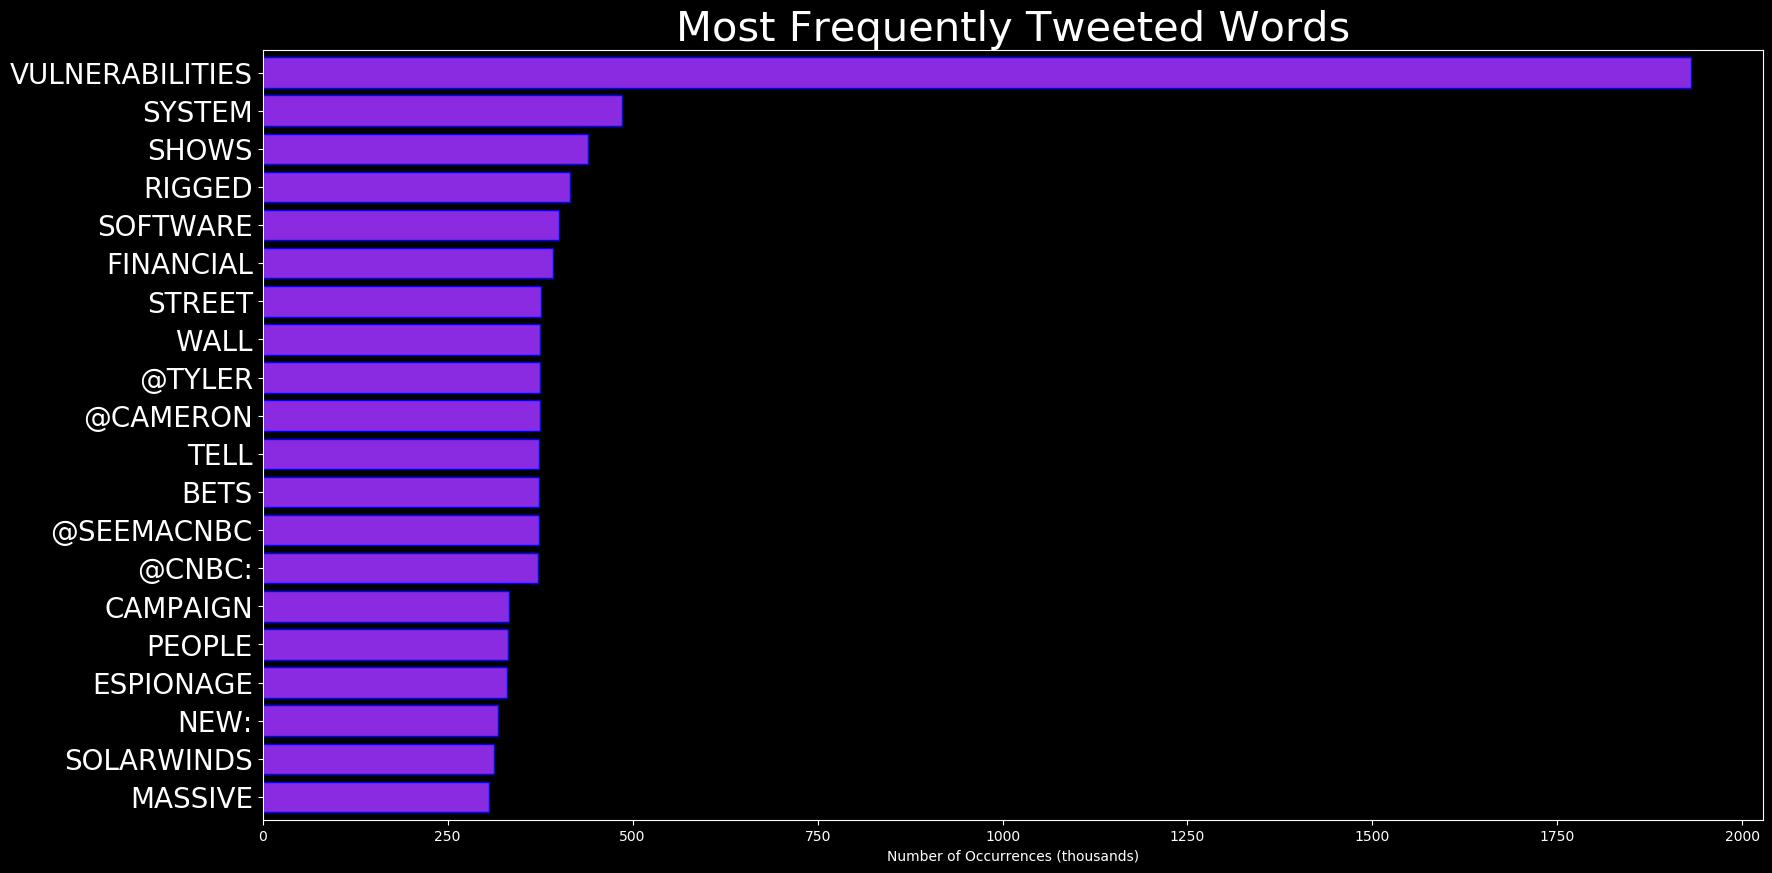 Most Frequently Tweeted Words
VULNERABILITIES
SYSTEM
SHOWS
RIGGED
SOFTWARE
FINANCIAL
STREET
WALL
@TYLER
@CAMERON
TELL
BETS
@SEEMACNBC
@CNBC:
CAMPAIGN
PEOPLE
ESPIONAGE
NEW:
SOLARWINDS
MASSIVE
0 250 500 750 1000 1250 1500 1750 2000
Number of Occurrences (thousands)